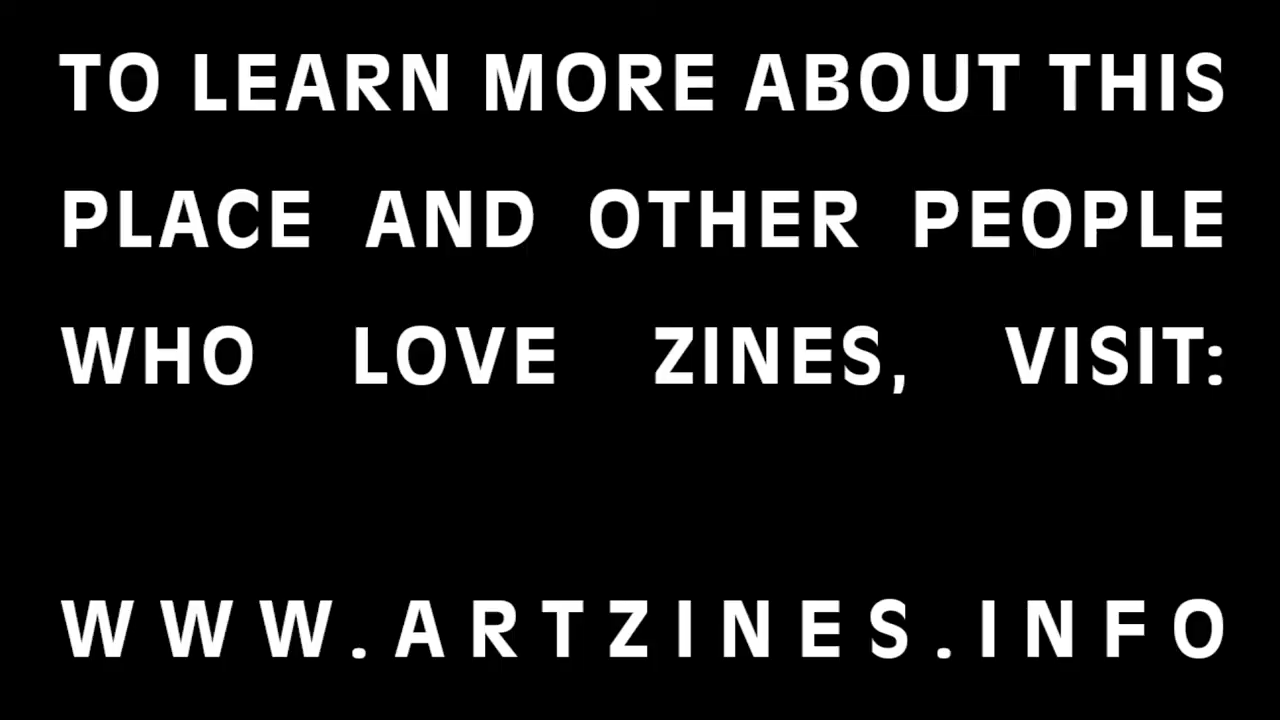 TO LEARN MORE ABOUT THIS
PLACE AND OTHER PEOPLE
WHO LOVE ZINES, VISIT:
WWW.ARTZINES.INFO